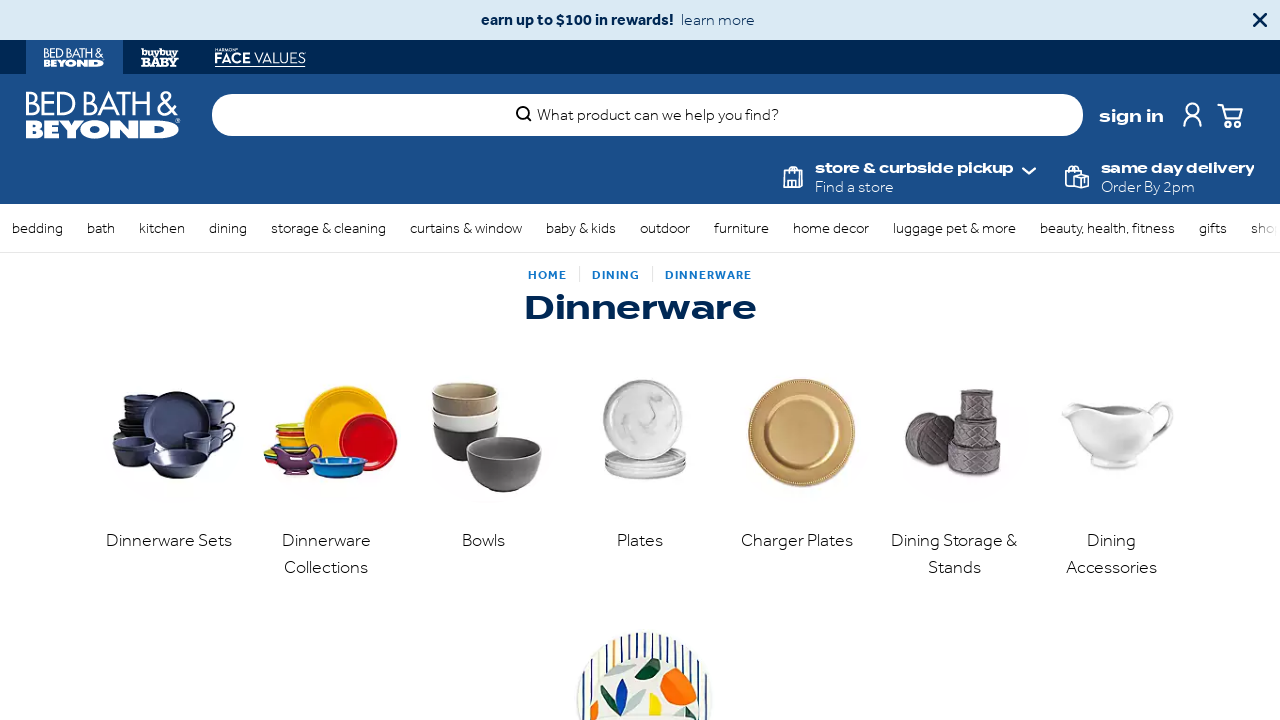 earn up to $100 in rewards! learn more
BED BATH &
BEYOND
buybuy
BABY
HARMON
FACE VALUES
BED BATH &
BEYOND
What product can we help you find?
sign in
store & curbside pickup
Find a store
same day delivery
Order By 2pm
bedding bath kitchen dining storage & cleaning curtains & window baby & kids outdoor furniture home decor luggage pet & more beauty, health, fitness gifts shop
HOME DINING DINNERWARE
Dinnerware
Dinnerware Sets
Dinnerware
Collections
Bowls
Plates
Charger Plates
Dining Storage &
Stands
Dining
Accessories